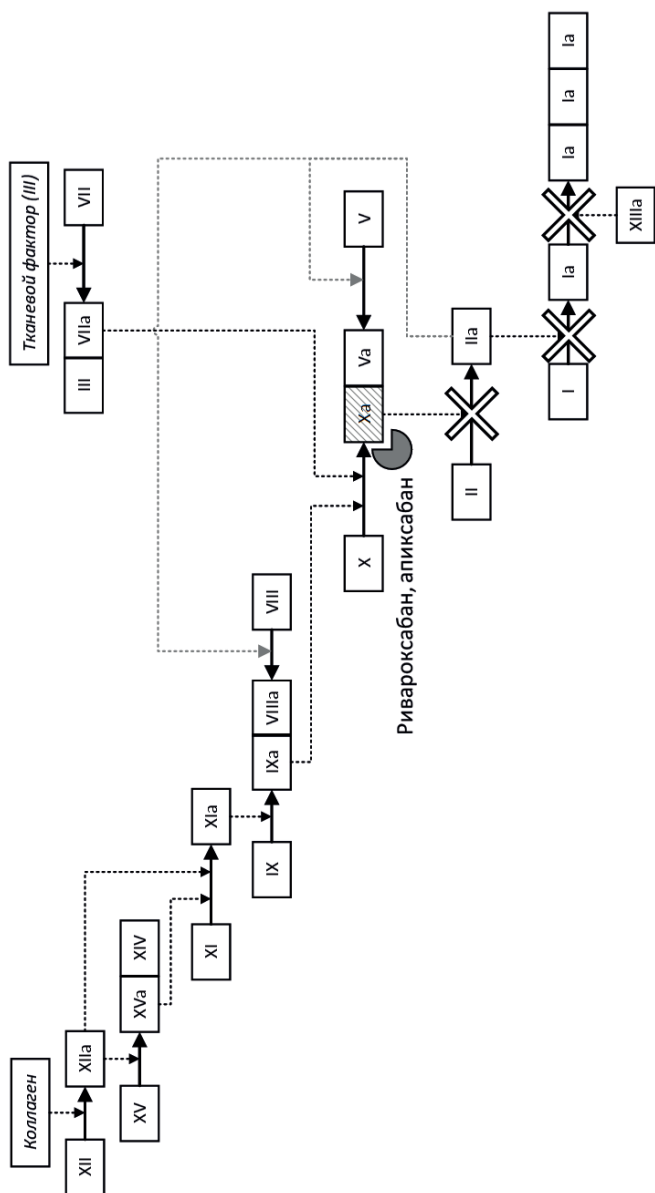 Коллаген
Тканевой фактор (III)
XII
XIIa
III
VIIa
VII
XV
XVa
XIV
XI
XIa
IX
IXa
VIIIa
VIII
X
Xa
Va
V
Ривароксабан, апиксабан
II
IIa
I
Ia
Ia
Ia
Ia
XIIIa